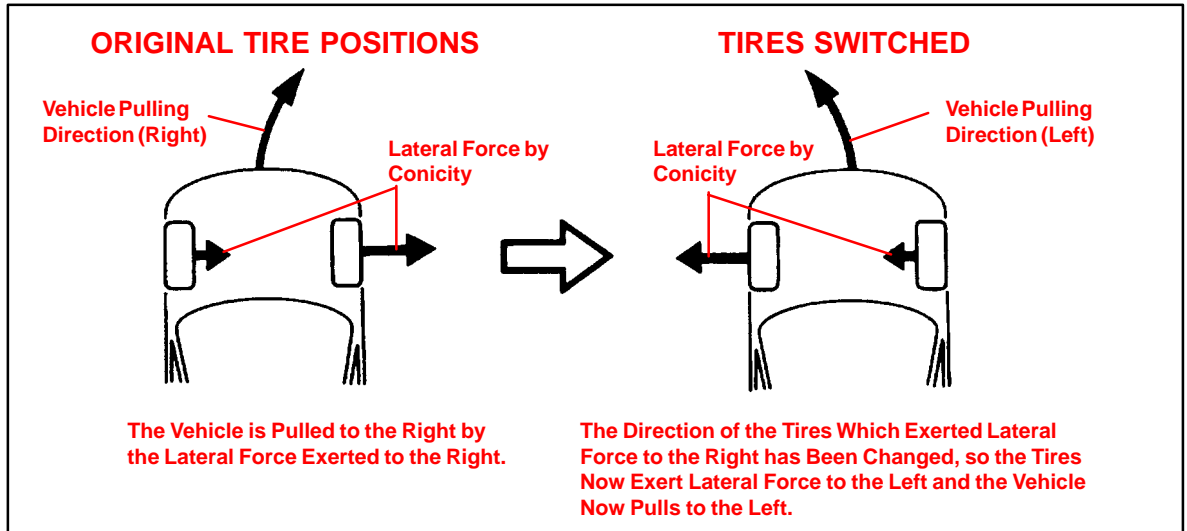 ORIGINAL TIRE POSITIONS
Vehicle Pulling
Direction (Right)
Lateral Force by
Conicity
The Vehicle is Pulled to the Right by
the Lateral Force Exerted to the Right.
TIRES SWITCHED
Vehicle Pulling
Direction (Left)
Lateral Force by
Conicity
The Direction of the Tires Which Exerted Lateral
Force to the Right has Been Changed, so the Tires
Now Exert Lateral Force to the Left and the Vehicle
Now Pulls to the Left.